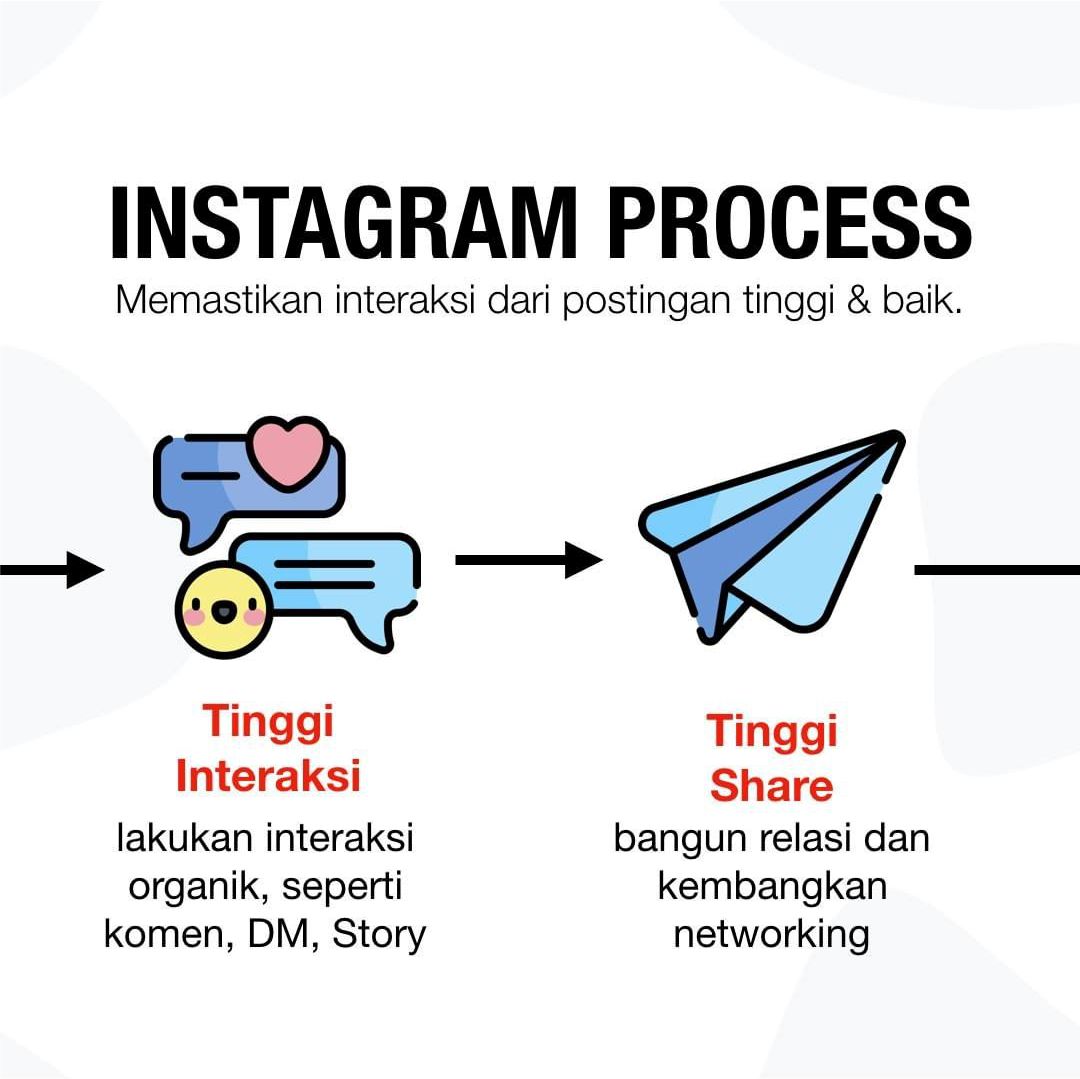 INSTAGRAM PROCESS
Memastikan interaksi dari postingan tinggi & baik.
Tinggi
Interaksi
lakukan interaksi
organik, seperti
komen, DM, Story
Tinggi
Share
bangun relasi dan
kembangkan
networking